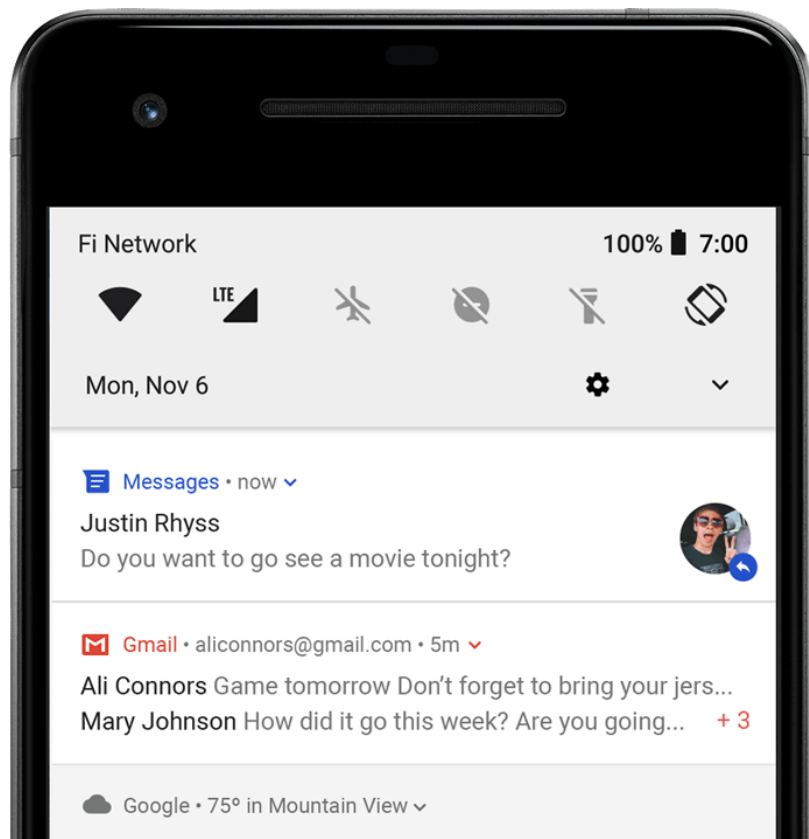 Fi Network 100% 7:00
LTE
Mon, Nov 6
Messages • now
Justin Rhyss
Do you want to go see a movie tonight?
Gmail • aliconnors@gmail.com • 5m
Ali Connors Game tomorrow Don’t forget to bring your jers...
Mary Johnson How did it go this week? Are you going... + 3
Google • 75º in Mountain View